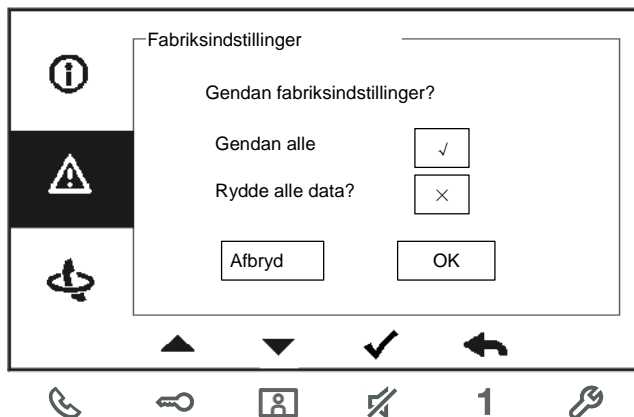 Fabriksindstillinger
Gendan fabriksindstillinger?
Gendan alle √
Rydde alle data? ×
Afbryd OK
1